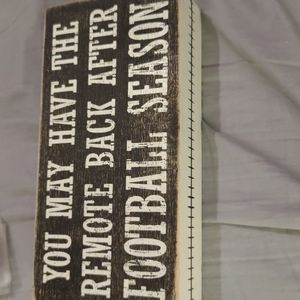 YOU MAY HAVE THE
REMOTE BACK AFTER
FOOTBALL SEASON